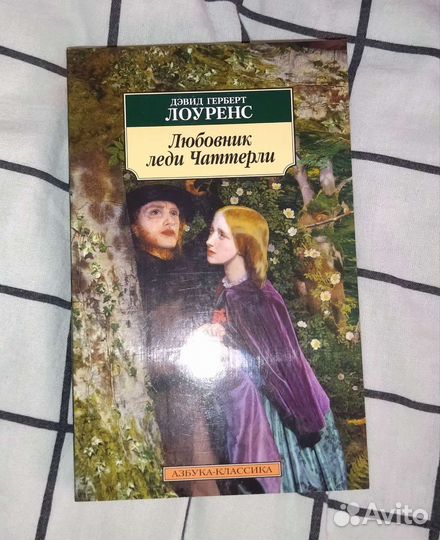 ДЭВИД ГЕРБЕРТ
ЛОУРЕНС
Любовник
леди Чаттерли
АЗБУКА-КЛАССИКА
Avito